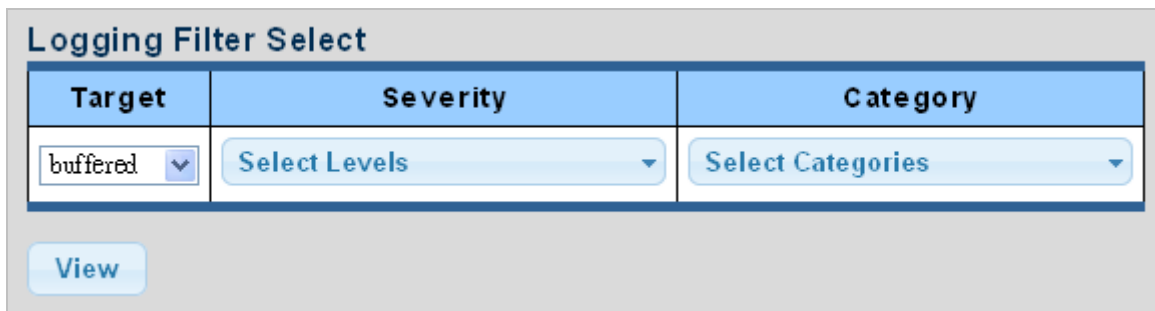 Logging Filter Select
Target Severity Category
buffered Select Levels Select Categories
View